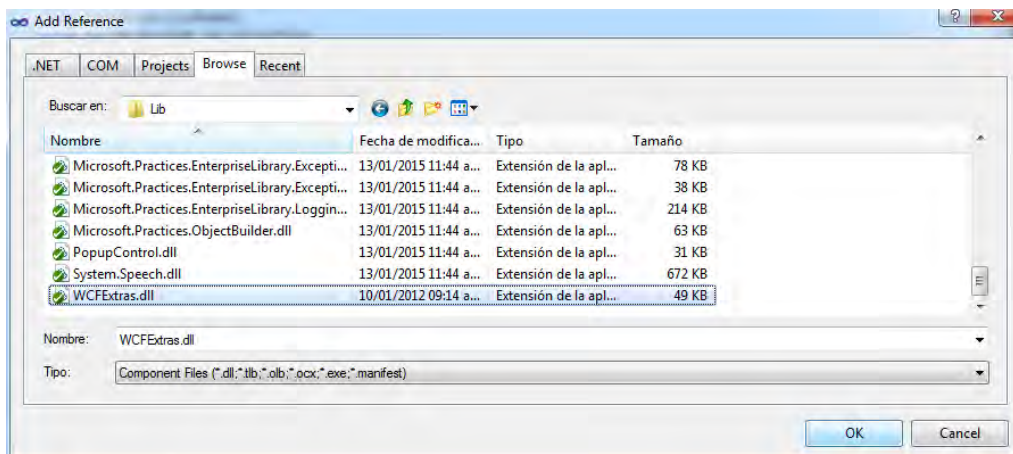 Add Reference
.NET COM Projects Browse Recent
Buscar en: Lib
Nombre Fecha de modifica... Tipo Tamaño
Microsoft.Practices.EnterpriseLibrary.Excepti... 13/01/2015 11:44 a... Extensión de la apl... 78 KB
Microsoft.Practices.EnterpriseLibrary.Excepti... 13/01/2015 11:44 a... Extensión de la apl... 38 KB
Microsoft.Practices.EnterpriseLibrary.Loggin... 13/01/2015 11:44 a... Extensión de la apl... 214 KB
Microsoft.Practices.ObjectBuilder.dll 13/01/2015 11:44 a... Extensión de la apl... 63 KB
PopupControl.dll 13/01/2015 11:44 a... Extensión de la apl... 31 KB
System.Speech.dll 13/01/2015 11:44 a... Extensión de la apl... 672 KB
WCFExtras.dll 10/01/2012 09:14 a... Extensión de la apl... 49 KB
Nombre: WCFExtras.dll
Tipo: Component Files (*.dll;*.tlb;*.olb;*.ocx;*.exe;*.manifest)
OK Cancel